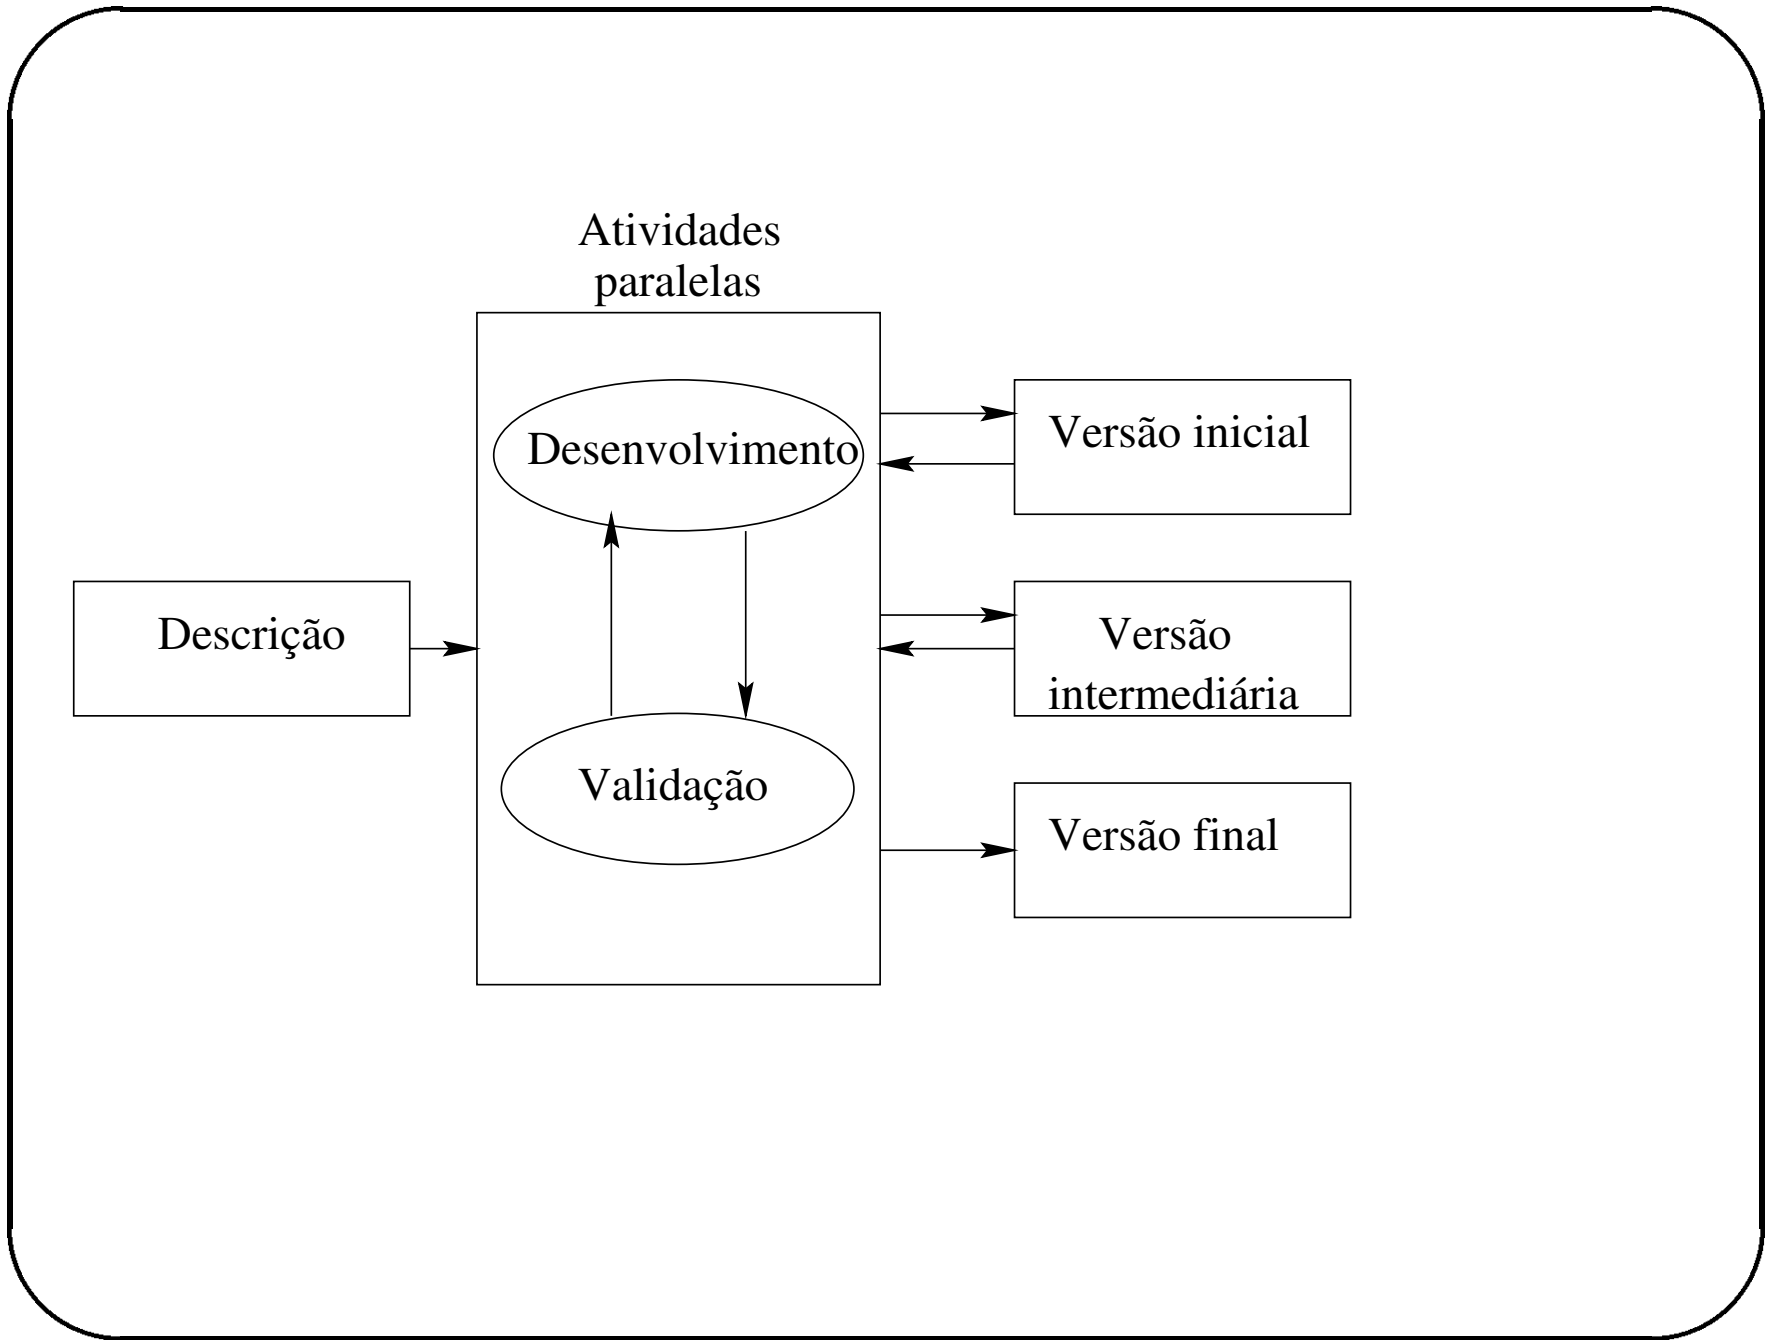 Atividades
paralelas
Desenvolvimento
Versão inicial
Descrição
Versão
intermediária
Validação
Versão final